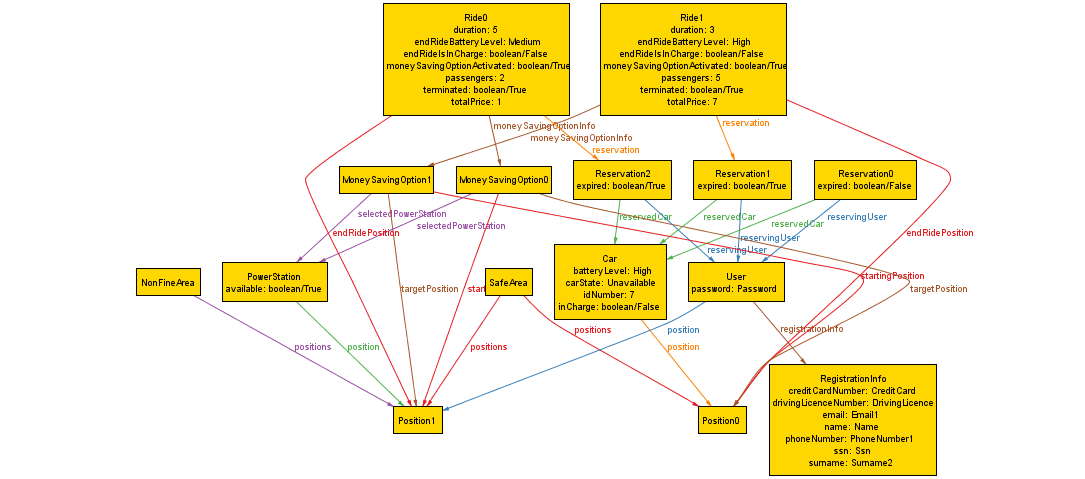 Ride0
duration: 5
endRideBatteryLevel: Medium
endRideIsInCharge: boolean/False
moneySavingOptionActivated: boolean/True
passengers: 2
terminated: boolean/True
totalPrice: 1
Ride1
duration: 3
endRideBatteryLevel: High
endRideIsInCharge: boolean/False
moneySavingOptionActivated: boolean/True
passengers: 5
terminated: boolean/True
totalPrice: 7
moneySavingOptionInfo
reservation
moneySavingOptionInfo
reservation
MoneySavingOption1
MoneySavingOption0
Reservation2
expired: boolean/True
Reservation1
expired: boolean/True
Reservation0
expired: boolean/False
selectedPowerStation
selectedPowerStation
reservedCar
reservedCar
reservedCar
reservingUser
endRidePosition
reservingUser
endRidePosition
reservingUser
NonFineArea
PowerStation
available: boolean/True
SafeArea
Car
batteryLevel: High
carState: Unavailable
idNumber: 7
inCharge: boolean/False
User
password: Password
startingPosition
targetPosition
targetPosition
positions
position
positions
positions
position
position
registrationInfo
Position1
Position0
RegistrationInfo
creditCardNumber: CreditCard
drivingLicenceNumber: DrivingLicence
email: Email1
name: Name
phoneNumber: PhoneNumber1
ssn: Ssn
surname: Surname2